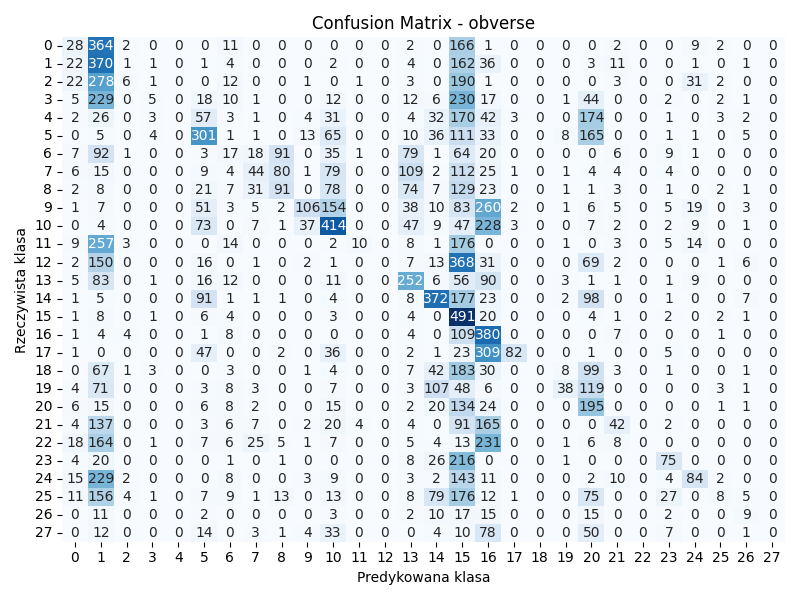 Confusion Matrix - obverse
0 28 364 2 0 0 0 11 0 0 0 0 0 0 2 0 166 1 0 0 0 0 2 0 0 9 2 0 0
1 22 370 1 1 0 1 4 0 0 0 2 0 0 4 0 162 36 0 0 0 3 11 0 0 1 0 1 0
2 22 278 6 1 0 0 12 0 0 1 0 1 0 3 0 190 1 0 0 0 0 3 0 0 31 2 0 0
3 5 229 0 5 0 18 10 1 0 0 12 0 0 12 6 230 17 0 0 1 44 0 0 2 0 2 1 0
4 2 26 0 3 0 57 3 1 0 4 31 0 0 4 32 170 42 3 0 0 174 0 0 1 0 3 2 0
5 0 5 0 4 0 301 1 1 0 13 65 0 0 10 36 111 33 0 0 8 165 0 0 1 1 0 5 0
6 7 92 1 0 0 3 17 18 91 0 35 1 0 79 1 64 20 0 0 0 0 6 0 9 1 0 0 0
7 6 15 0 0 0 9 4 44 80 1 79 0 0 109 2 112 25 1 0 1 4 4 0 4 0 0 0 0
8 2 8 0 0 0 21 7 31 91 0 78 0 0 74 7 129 23 0 0 1 1 3 0 1 0 2 1 0
9 1 7 0 0 0 51 3 5 2 106 154 0 0 38 10 83 260 2 0 1 6 5 0 5 19 0 3 0
10 0 4 0 0 0 73 0 7 1 37 414 0 0 47 9 47 228 3 0 0 7 2 0 2 9 0 1 0
11 9 257 3 0 0 0 14 0 0 0 2 10 0 8 1 176 0 0 0 1 0 3 0 5 14 0 0 0
12 2 150 0 0 0 16 0 1 0 2 1 0 0 7 13 368 31 0 0 0 69 2 0 0 0 1 6 0
13 5 83 0 1 0 16 12 0 0 0 11 0 0 252 6 56 90 0 0 3 1 1 0 1 9 0 0 0
14 1 5 0 0 0 91 1 1 1 0 4 0 0 8 372 177 23 0 0 2 98 0 0 1 0 0 7 0
15 1 8 0 1 0 6 4 0 0 0 3 0 0 4 0 491 20 0 0 0 4 1 0 2 0 2 1 0
16 1 4 4 0 0 1 8 0 0 0 0 0 0 4 0 109 380 0 0 0 0 7 0 0 0 1 0 0
17 1 0 0 0 0 47 0 0 2 0 36 0 0 2 1 23 309 82 0 0 1 0 0 5 0 0 0 0
18 0 67 1 3 0 0 3 0 0 1 4 0 0 7 42 183 30 0 0 8 99 3 0 1 0 0 1 0
19 4 71 0 0 0 3 8 3 0 0 7 0 0 3 107 48 6 0 0 38 119 0 0 0 0 3 1 0
20 6 15 0 0 0 6 8 2 0 0 15 0 0 2 20 134 24 0 0 0 195 0 0 0 0 1 1 0
21 4 137 0 0 0 3 6 7 0 2 20 4 0 4 0 91 165 0 0 0 0 42 0 2 0 0 0 0
22 18 164 0 1 0 7 6 25 5 1 7 0 0 5 4 13 231 0 0 1 6 8 0 0 0 0 0 0
23 4 20 0 0 0 0 1 0 1 0 0 0 0 8 26 216 0 0 0 1 0 0 0 75 0 0 0 0
24 15 229 2 0 0 0 8 0 0 3 9 0 0 3 2 143 11 0 0 0 2 10 0 4 84 2 0 0
25 11 156 4 1 0 7 9 1 13 0 13 0 0 8 79 176 12 1 0 0 75 0 0 27 0 8 5 0
26 0 11 0 0 0 2 0 0 0 0 3 0 0 2 10 17 15 0 0 0 15 0 0 2 0 0 9 0
27 0 12 0 0 0 14 0 3 1 4 33 0 0 0 4 10 78 0 0 0 50 0 0 7 0 0 1 0
0 1 2 3 4 5 6 7 8 9 10 11 12 13 14 15 16 17 18 19 20 21 22 23 24 25 26 27
Predykowana klasa
Rzeczywista klasa